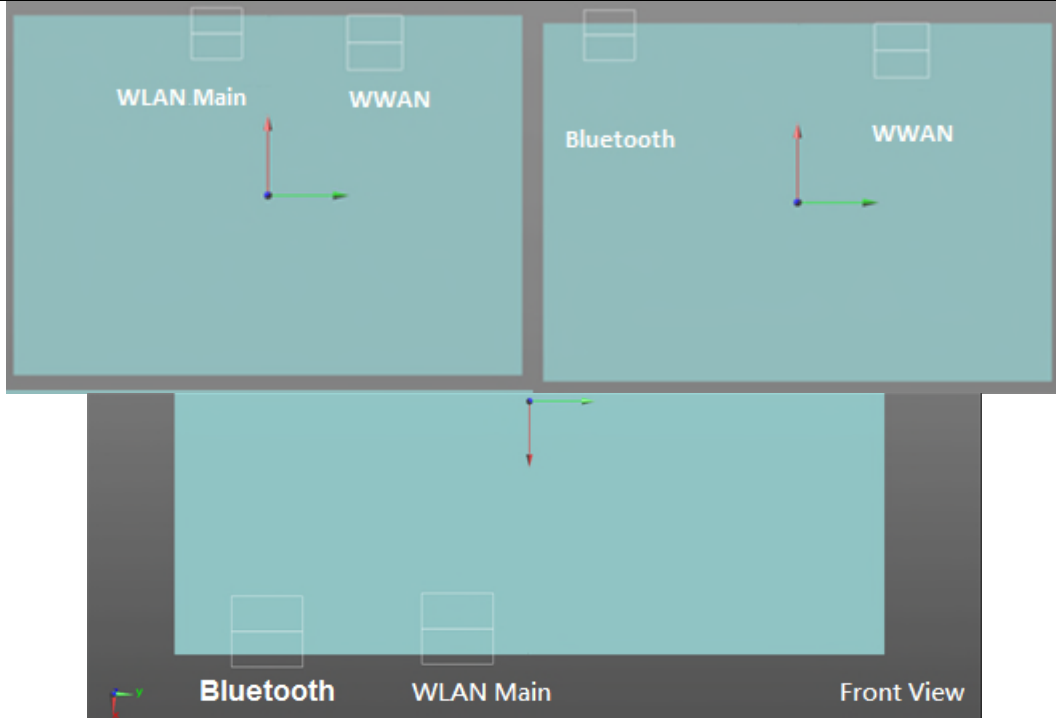 WLAN Main
WWAN
Bluetooth
WWAN
Bluetooth
WLAN Main
Front View
y